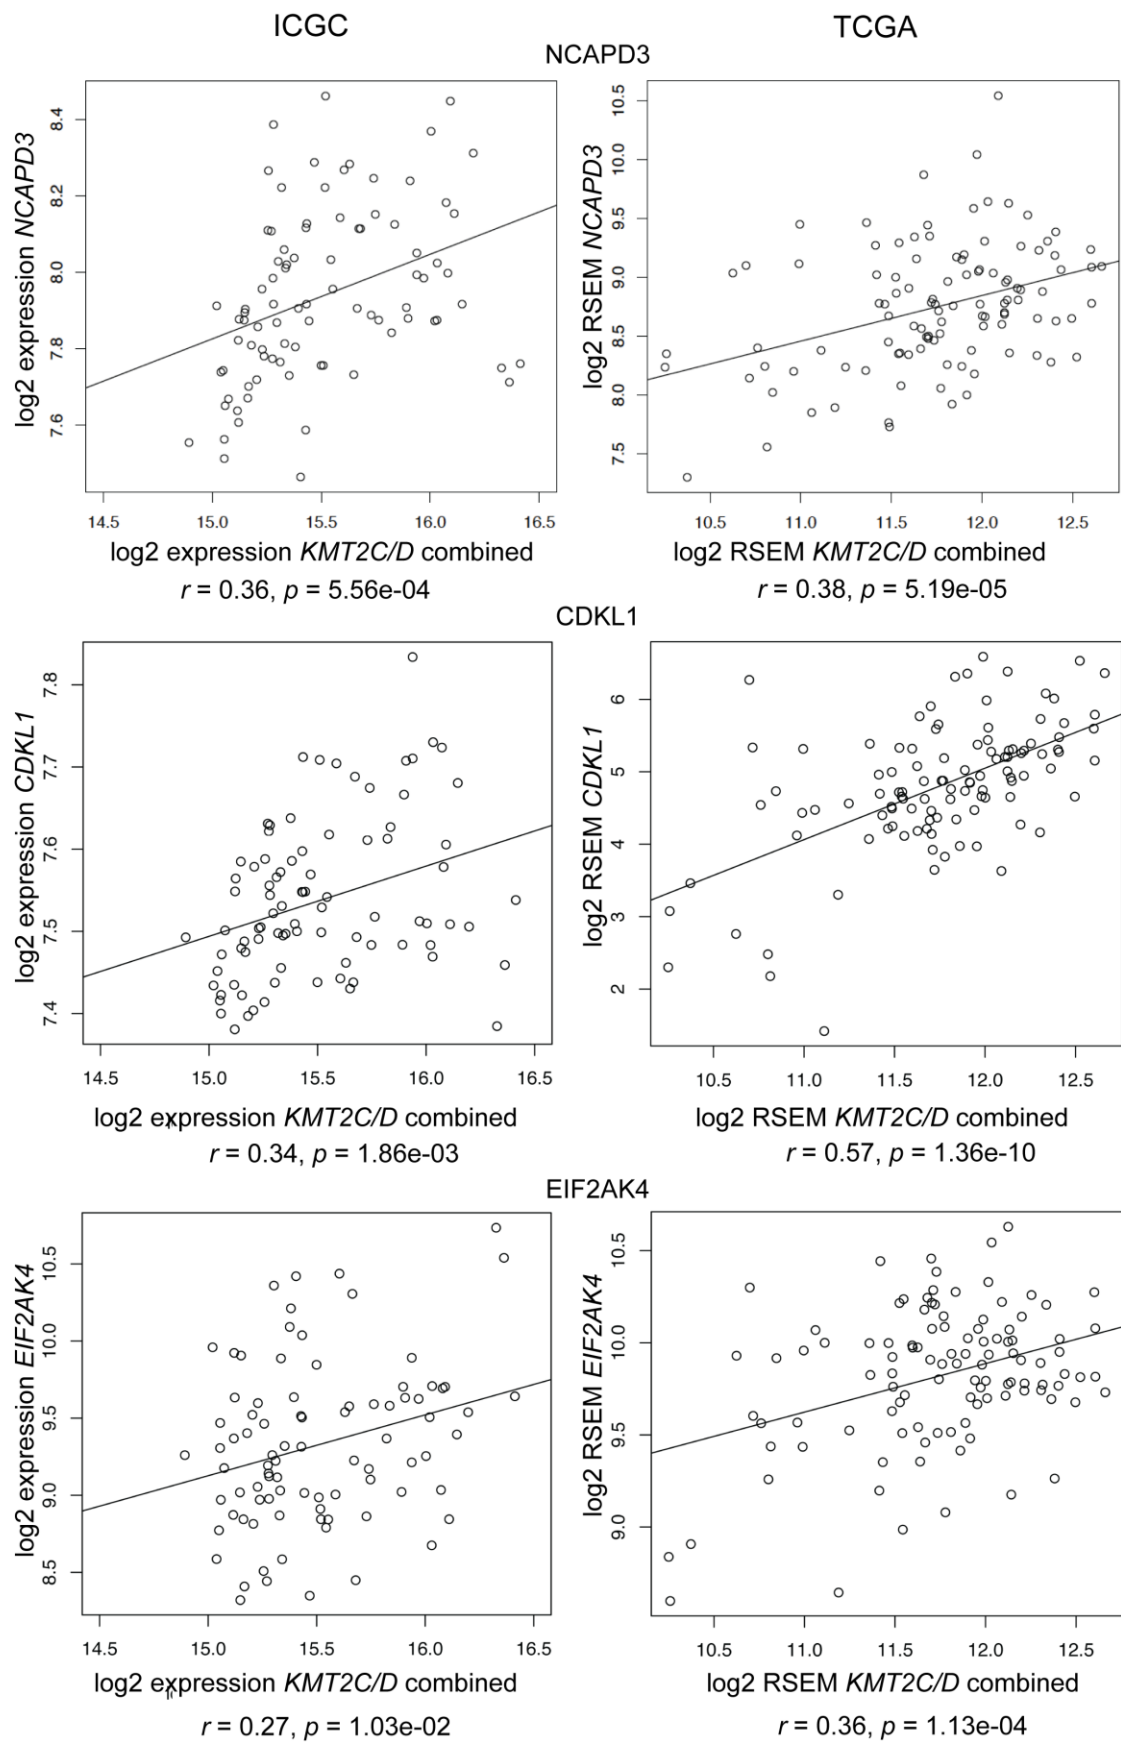 ICGC
TCGA
NCAPD3
log2 expression NCAPD3
7.6 7.8 8.0 8.2 8.4
14.5 15.0 15.5 16.0 16.5
log2 expression KMT2C/D combined
r = 0.36, p = 5.56e-04
log2 RSEM NCAPD3
7.5 8.0 8.5 9.0 9.5 10.0 10.5
10.5 11.0 11.5 12.0 12.5
log2 RSEM KMT2C/D combined
r = 0.38, p = 5.19e-05
CDKL1
log2 expression CDKL1
7.4 7.5 7.6 7.7 7.8
14.5 15.0 15.5 16.0 16.5
log2 expression KMT2C/D combined
r = 0.34, p = 1.86e-03
log2 RSEM CDKL1
2 3 4 5 6
10.5 11.0 11.5 12.0 12.5
log2 RSEM KMT2C/D combined
r = 0.57, p = 1.36e-10
EIF2AK4
log2 expression EIF2AK4
8.5 9.0 9.5 10.0 10.5
14.5 15.0 15.5 16.0 16.5
log2 expression KMT2C/D combined
r = 0.27, p = 1.03e-02
log2 RSEM EIF2AK4
9.0 9.5 10.0 10.5
10.5 11.0 11.5 12.0 12.5
log2 RSEM KMT2C/D combined
r = 0.36, p = 1.13e-04